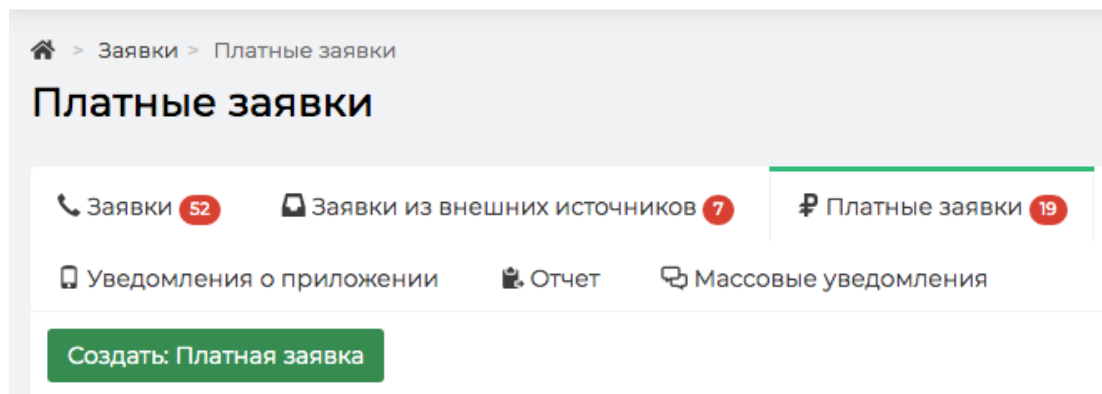 > Заявки > Платные заявки
Платные заявки
Заявки 52 Заявки из внешних источников 7 ₽ Платные заявки 19
Уведомления о приложении Отчет Массовые уведомления
Создать: Платная заявка